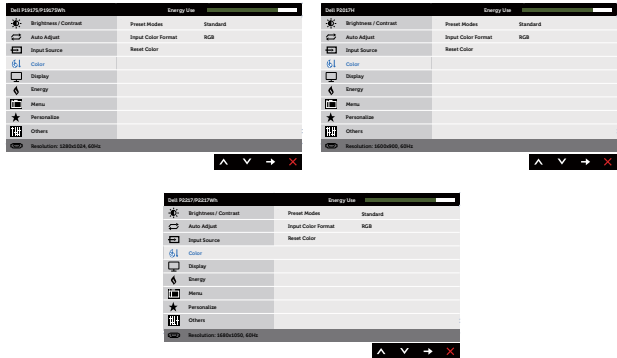 Dell P1917S/P1917SWh Energy Use
Brightness / Contrast Preset Modes Standard
Auto Adjust Input Color Format RGB
Input Source Reset Color
Color
Display
Energy
Menu
Personalize
Others
Resolution: 1280x1024, 60Hz
Dell P2017H Energy Use
Brightness / Contrast Preset Modes Standard
Auto Adjust Input Color Format RGB
Input Source Reset Color
Color
Display
Energy
Menu
Personalize
Others
Resolution: 1600x900, 60Hz
Dell P2217/P2217Wh Energy Use
Brightness / Contrast Preset Modes Standard
Auto Adjust Input Color Format RGB
Input Source Reset Color
Color
Display
Energy
Menu
Personalize
Others
Resolution: 1680x1050, 60Hz